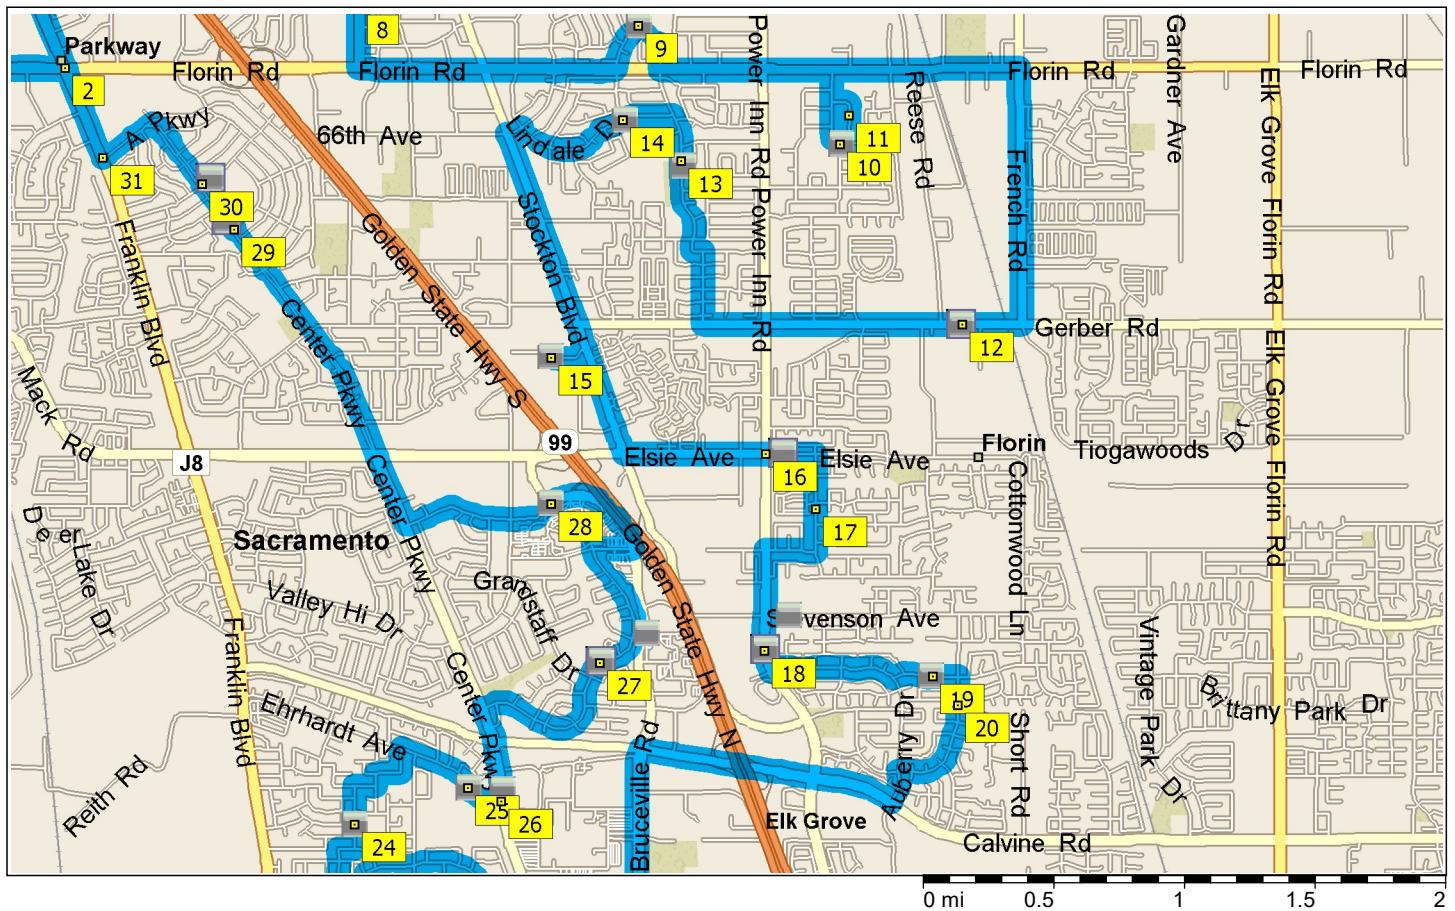 8
9
Parkway
Florin Rd
Florin Rd
Florin Rd
Florin Rd
2
A Pkwy
66th Ave
31
30
29
Lindale D
14
13
11
10
Power Inn Rd
Power Inn Rd
Reese Rd
French Rd
Gardner Ave
Elk Grove Florin Rd
Elk Grove Florin Rd
Franklin Blvd
Golden State Hwy S
Stockton Blvd
Center Pkwy
12
Gerber Rd
15
Mack Rd
J8
99
Center Pkwy
Elsie Ave
16
Elsie Ave
Florin
Tiogawoods Dr
17
28
Deer Lake Dr
Sacramento
Cottonwood Ln
Valley Hi Dr
Grandstaff Dr
Golden State Hwy N
S venson Ave
18
19
20
27
Franklin Blvd
Center Pkwy
Ehrhardt Ave
Reith Rd
Bruceville Rd
Auberry Dr
Short Rd
Vintage Park Dr
Brittany Park Dr
25
26
24
Elk Grove
Calvine Rd
0 mi 0.5 1 1.5 2